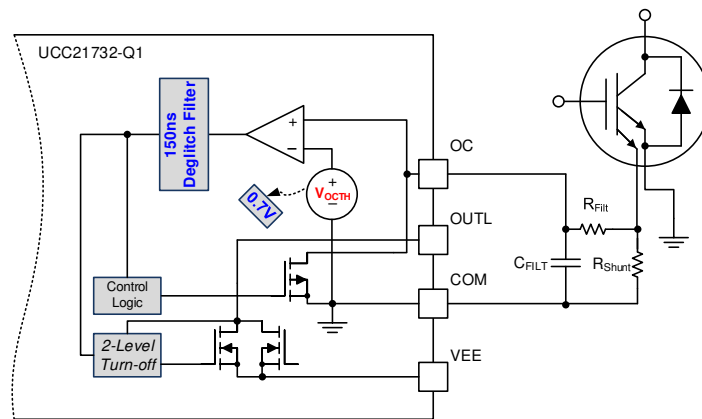 UCC21732-Q1
150ns
Deglitch Filter
+
−
+
−
VOCTH
0.7V
Control
Logic
2-Level
Turn-off
OC
OUTL
COM
VEE
RFilt
CFILT
RShunt